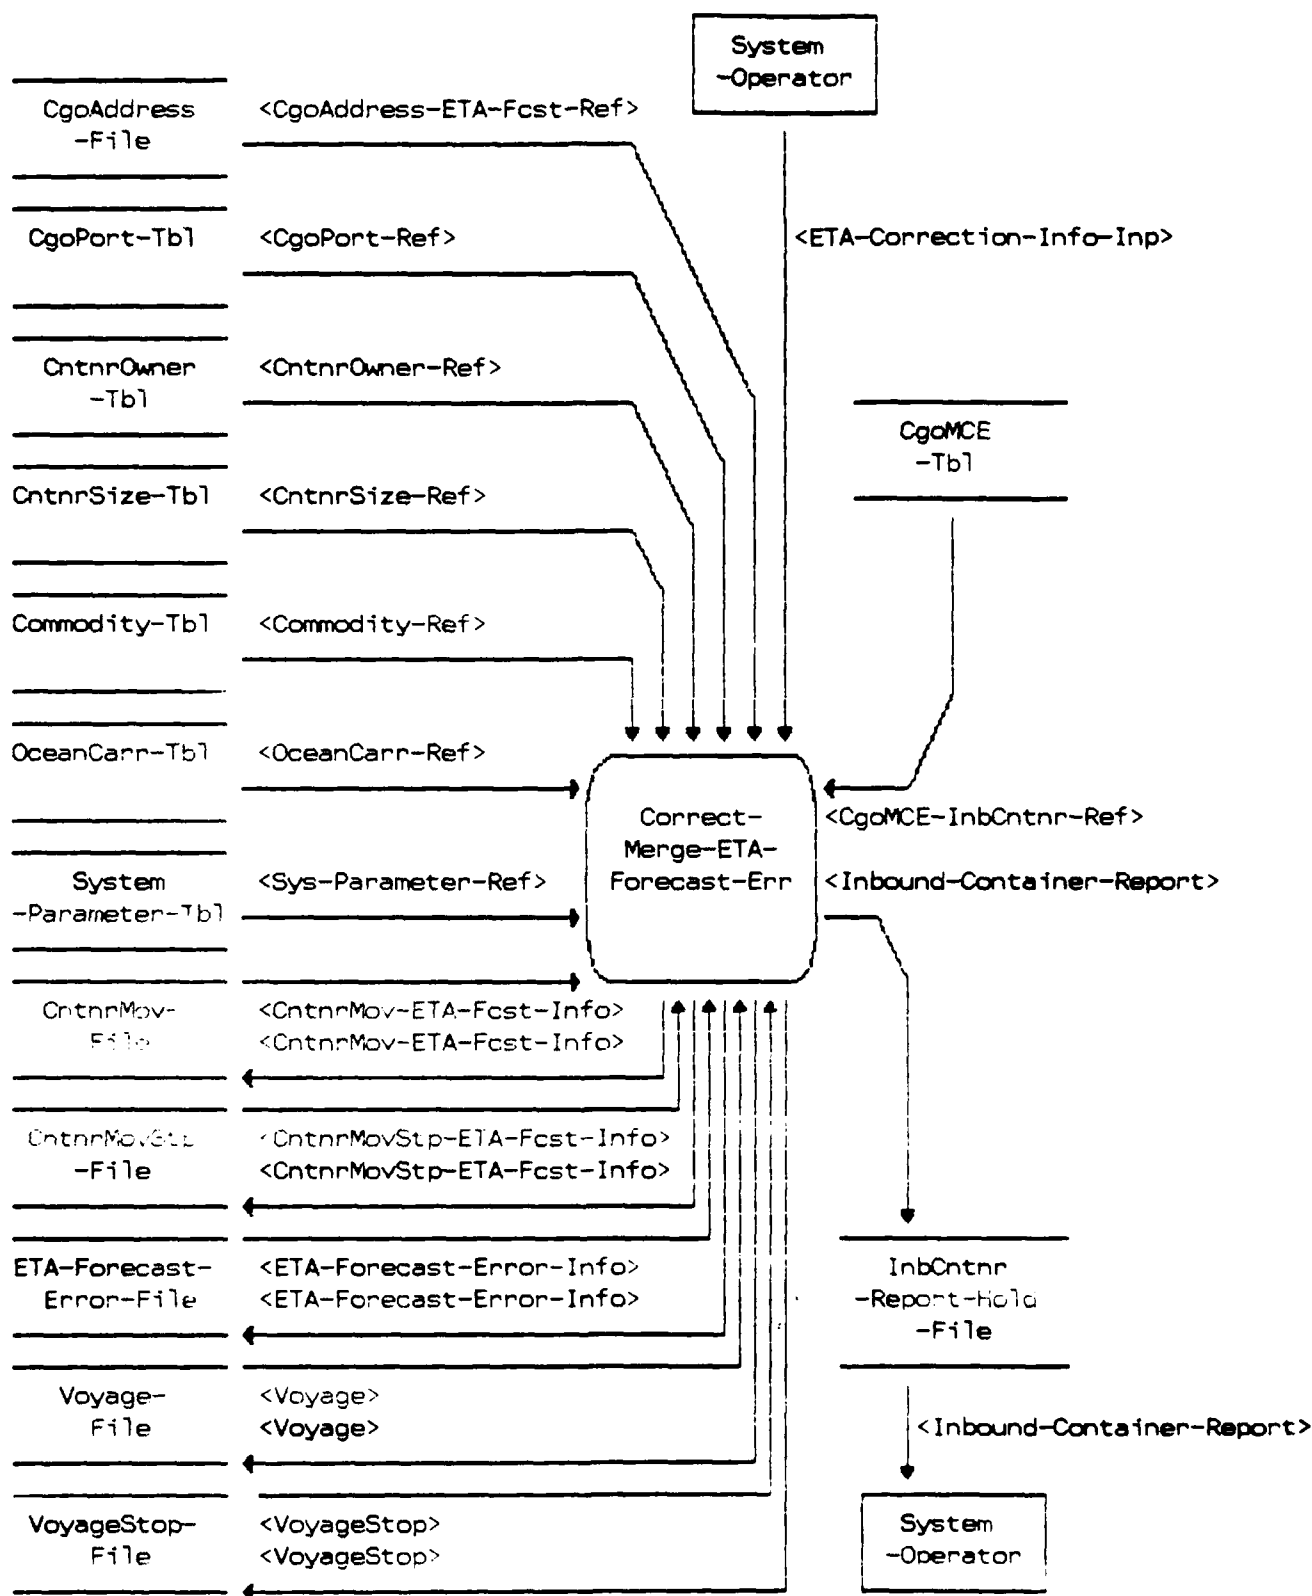 System
-Operator
CgoAddress
-File
<CgoAddress-ETA-Fcst-Ref>
CgoPort-Tbl
<CgoPort-Ref>
<ETA-Correction-Info-Inp>
CntnrOwner
-Tbl
<CntnrOwner-Ref>
CgoMCE
-Tbl
CntnrSize-Tbl
<CntnrSize-Ref>
Commodity-Tbl
<Commodity-Ref>
OceanCarr-Tbl
<OceanCarr-Ref>
Correct-
Merge-ETA-
Forecast-Err
<CgoMCE-InbCntnr-Ref>
System
-Parameter-Tbl
<Sys-Parameter-Ref>
<Inbound-Container-Report>
CntnrMov-
File
<CntnrMov-ETA-Fcst-Info>
<CntnrMov-ETA-Fcst-Info>
CntnrMovStp
-File
<CntnrMovStp-ETA-Fcst-Info>
<CntnrMovStp-ETA-Fcst-Info>
ETA-Forecast-
Error-File
<ETA-Forecast-Error-Info>
<ETA-Forecast-Error-Info>
InbCntnr
-Report-Hold
-File
Voyage-
File
<Voyage>
<Voyage>
<Inbound-Container-Report>
VoyageStop-
File
<VoyageStop>
<VoyageStop>
System
-Operator